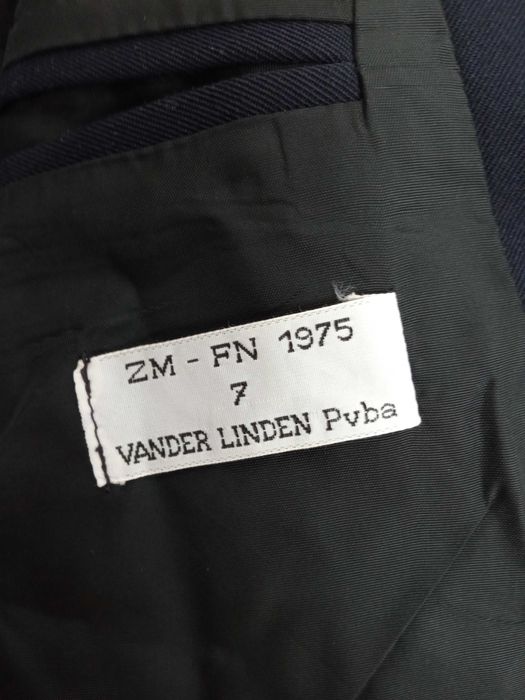 ZM - FN 1975
7
VANDER LINDEN Pvba